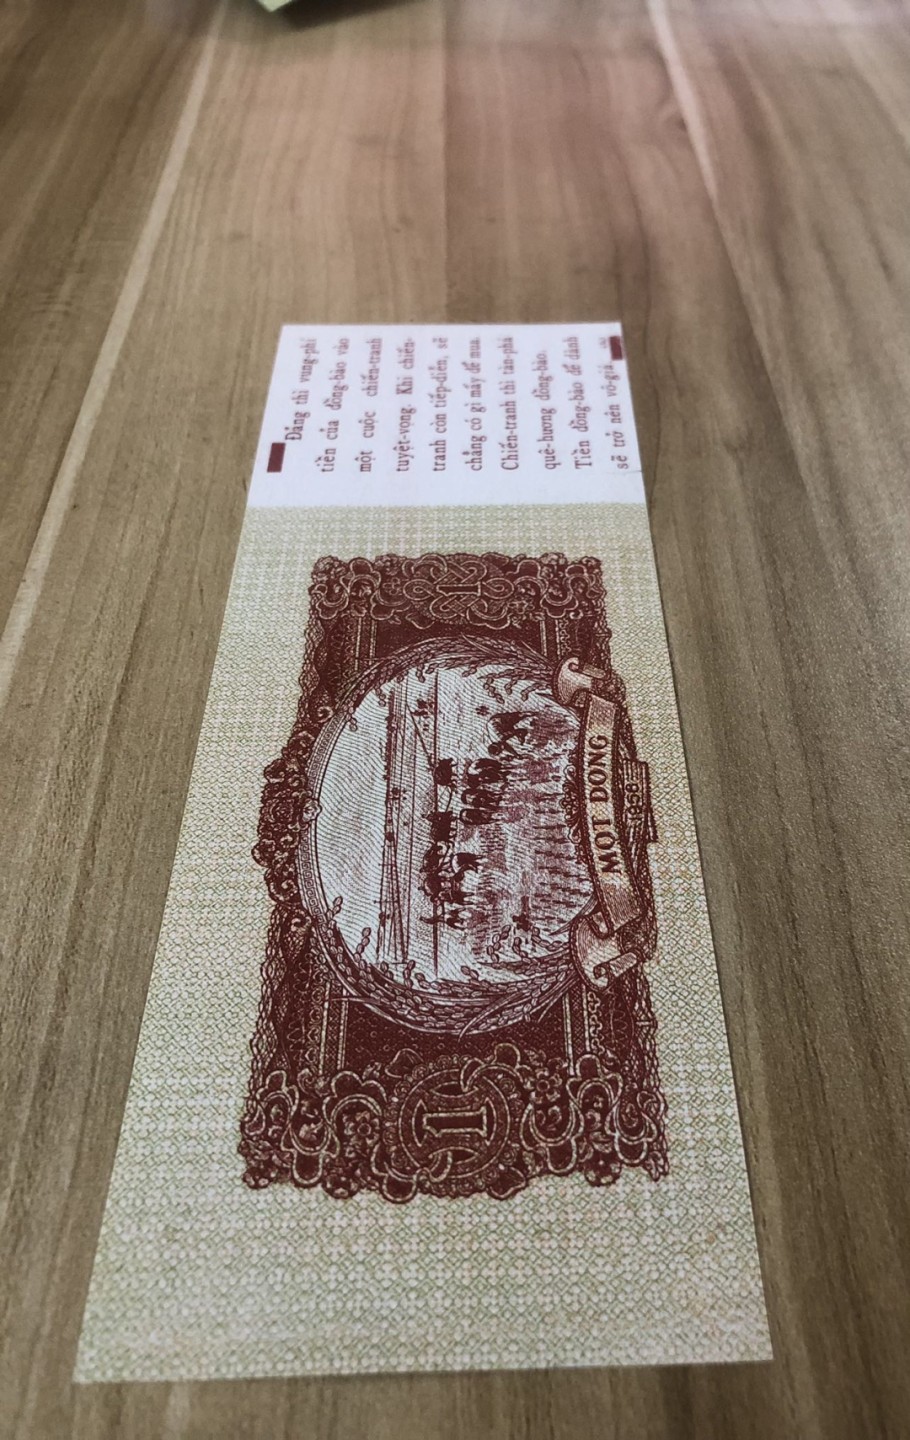 Đảng thì vung-phí
tiền của đồng-bào vào
một cuộc chiến-tranh
tuyệt-vọng. Khi chiến-
tranh còn tiếp-diễn, sẽ
chẳng có gì mấy để mua.
Chiến-tranh thì tàn-phá
quê-hương đồng-bào.
Tiền đồng-bào để dành
sẽ trở nên vô-giá
1
MỘT ĐỒNG
1958
1